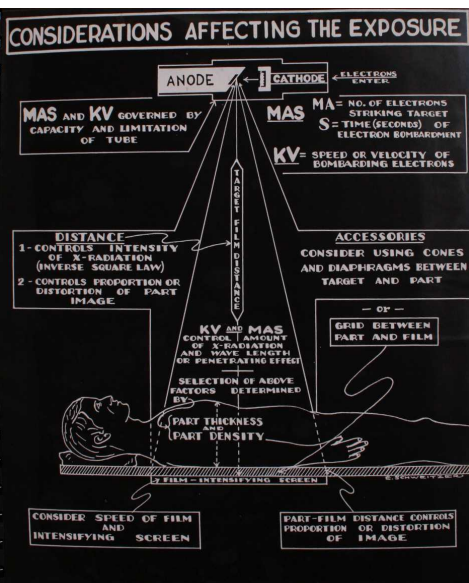 CONSIDERATIONS AFFECTING THE EXPOSURE
ANODE
CATHODE
ELECTRONS
ENTER
MAS AND KV GOVERNED BY
CAPACITY AND LIMITATION
OF TUBE
MAS
MA = NO. OF ELECTRONS
STRIKING TARGET
S = TIME (SECONDS) OF
ELECTRON BOMBARDMENT
KV = SPEED OR VELOCITY OF
BOMBARDING ELECTRONS
TARGET FILM DISTANCE
DISTANCE
1 - CONTROLS INTENSITY
OF X-RADIATION
(INVERSE SQUARE LAW)
2 - CONTROLS PROPORTION OR
DISTORTION OF PART
IMAGE
ACCESSORIES
CONSIDER USING CONES
AND DIAPHRAGMS BETWEEN
TARGET AND PART
- OR -
GRID BETWEEN
PART AND FILM
KV AND MAS
CONTROL AMOUNT
OF X-RADIATION
AND WAVE LENGTH
OR PENETRATING EFFECT
SELECTION OF ABOVE
FACTORS DETERMINED
BY
PART THICKNESS
AND
PART DENSITY
FILM - INTENSIFYING SCREEN
CONSIDER SPEED OF FILM
AND
INTENSIFYING SCREEN
PART-FILM DISTANCE CONTROLS
PROPORTION OR DISTORTION
OF IMAGE